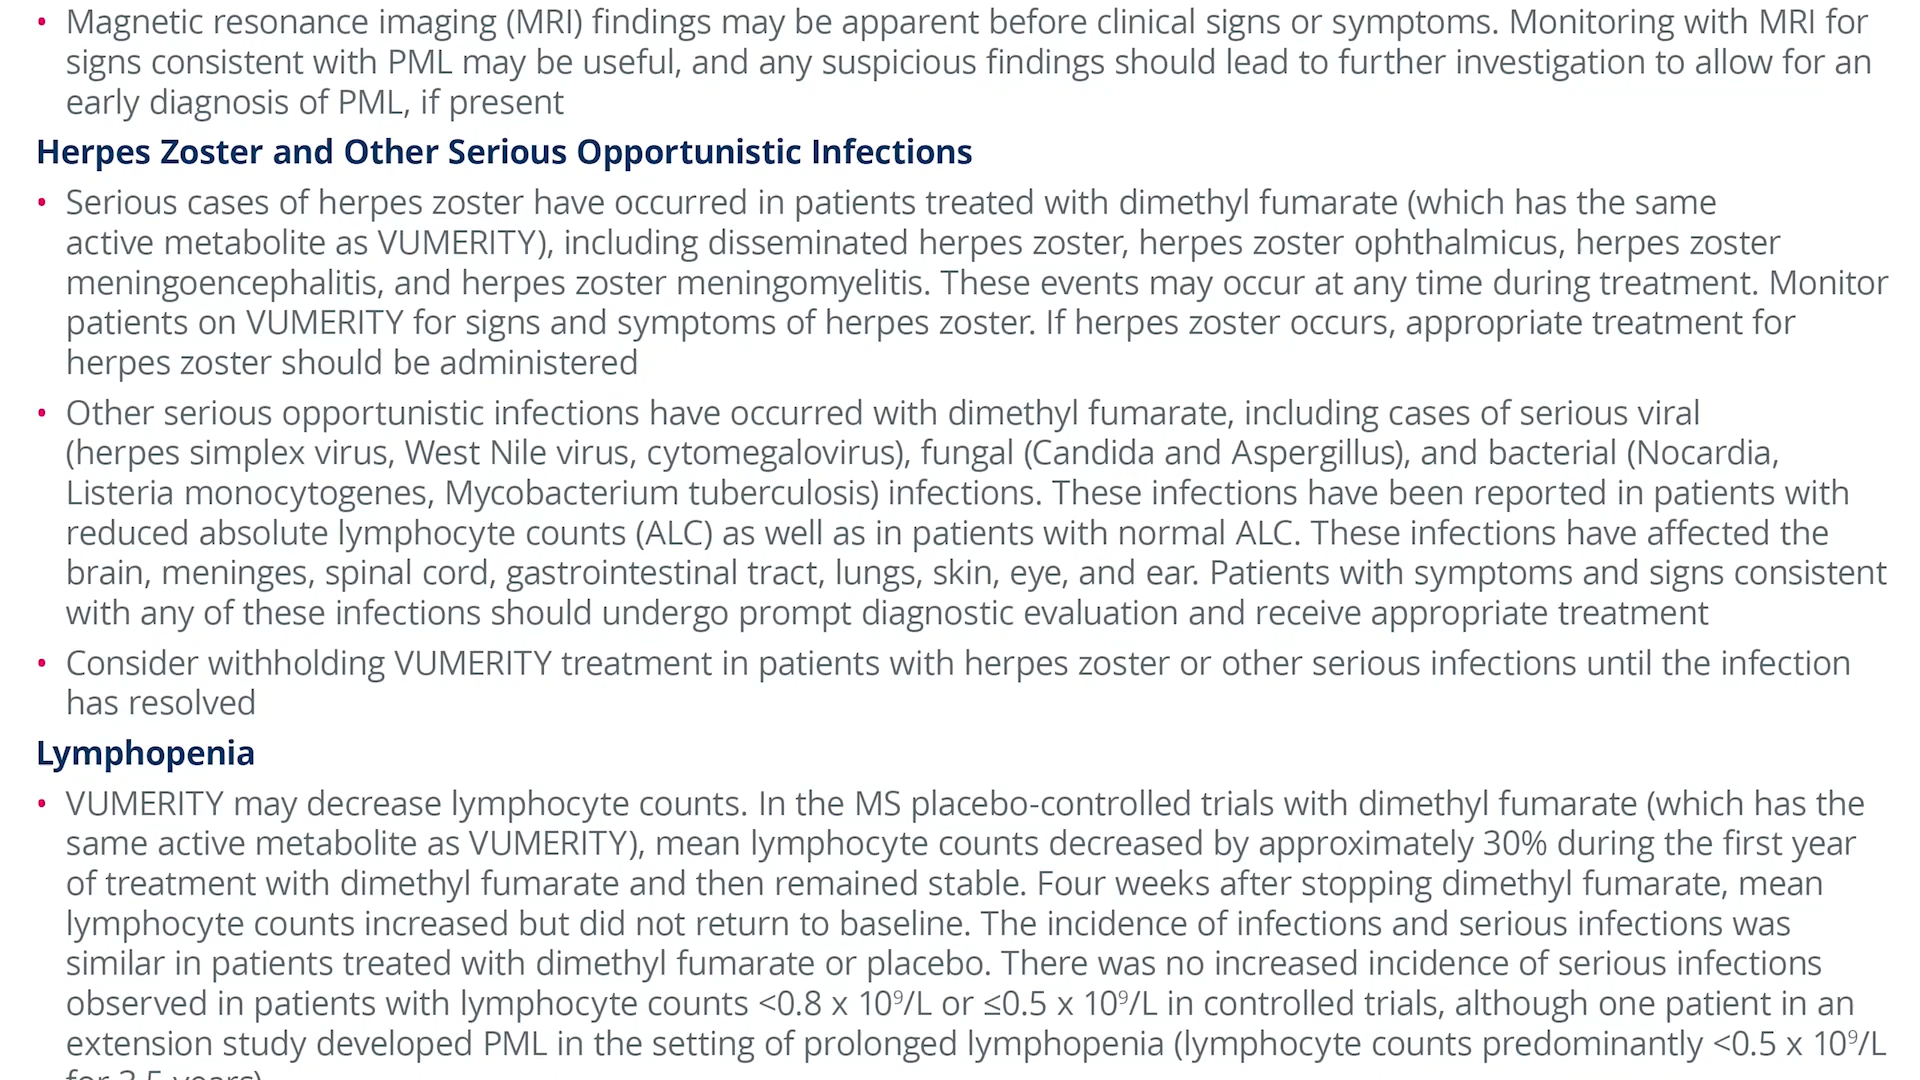 • Magnetic resonance imaging (MRI) findings may be apparent before clinical signs or symptoms. Monitoring with MRI for
signs consistent with PML may be useful, and any suspicious findings should lead to further investigation to allow for an
early diagnosis of PML, if present
Herpes Zoster and Other Serious Opportunistic Infections
• Serious cases of herpes zoster have occurred in patients treated with dimethyl fumarate (which has the same
active metabolite as VUMERITY), including disseminated herpes zoster, herpes zoster ophthalmicus, herpes zoster
meningoencephalitis, and herpes zoster meningomyelitis. These events may occur at any time during treatment. Monitor
patients on VUMERITY for signs and symptoms of herpes zoster. If herpes zoster occurs, appropriate treatment for
herpes zoster should be administered
• Other serious opportunistic infections have occurred with dimethyl fumarate, including cases of serious viral
(herpes simplex virus, West Nile virus, cytomegalovirus), fungal (Candida and Aspergillus), and bacterial (Nocardia,
Listeria monocytogenes, Mycobacterium tuberculosis) infections. These infections have been reported in patients with
reduced absolute lymphocyte counts (ALC) as well as in patients with normal ALC. These infections have affected the
brain, meninges, spinal cord, gastrointestinal tract, lungs, skin, eye, and ear. Patients with symptoms and signs consistent
with any of these infections should undergo prompt diagnostic evaluation and receive appropriate treatment
• Consider withholding VUMERITY treatment in patients with herpes zoster or other serious infections until the infection
has resolved
Lymphopenia
• VUMERITY may decrease lymphocyte counts. In the MS placebo-controlled trials with dimethyl fumarate (which has the
same active metabolite as VUMERITY), mean lymphocyte counts decreased by approximately 30% during the first year
of treatment with dimethyl fumarate and then remained stable. Four weeks after stopping dimethyl fumarate, mean
lymphocyte counts increased but did not return to baseline. The incidence of infections and serious infections was
similar in patients treated with dimethyl fumarate or placebo. There was no increased incidence of serious infections
observed in patients with lymphocyte counts <0.8 x 10⁹/L or ≤0.5 x 10⁹/L in controlled trials, although one patient in an
extension study developed PML in the setting of prolonged lymphopenia (lymphocyte counts predominantly <0.5 x 10⁹/L
for 3.5 years)